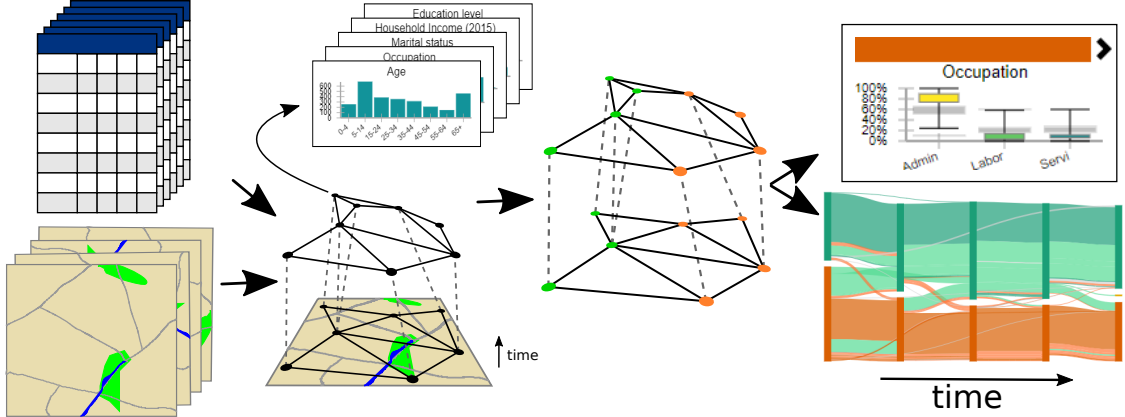 Education level
Household Income (2015)
Marital status
Occupation
Age
600
400
300
200
100
0
0-4
5-14
15-24
25-34
35-44
45-54
55-64
65+
time
Occupation
100%
80%
60%
40%
20%
0%
Admin
Labor
Servi
time